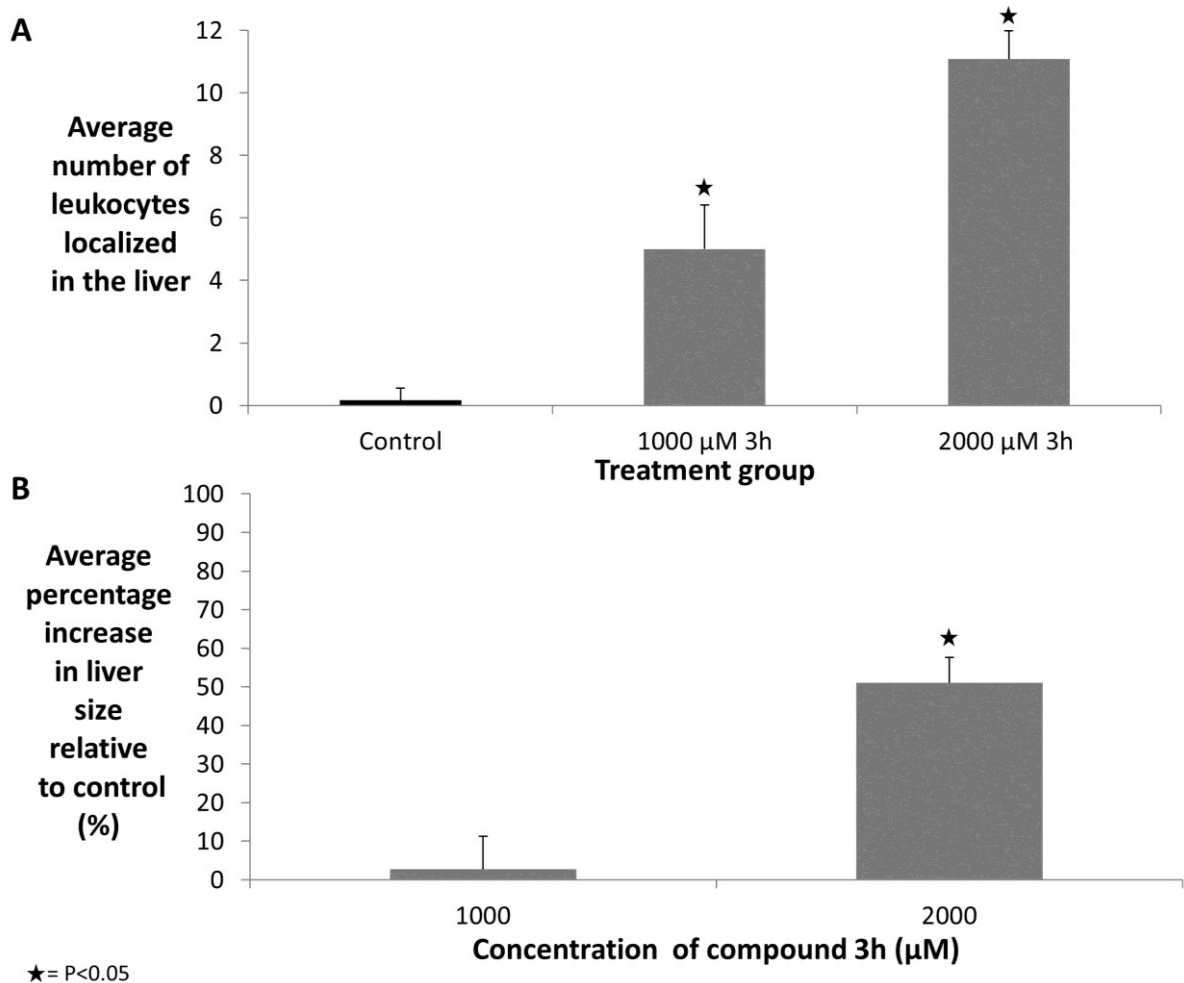 A
Average
number of
leukocytes
localized
in the liver
12
10
8
6
4
2
0
★
★
Control
1000 µM 3h
2000 µM 3h
Treatment group
B
Average
percentage
increase
in liver
size
relative
to control
(%)
100
90
80
70
60
50
40
30
20
10
0
★
1000
2000
Concentration of compound 3h (µM)
★= P<0.05